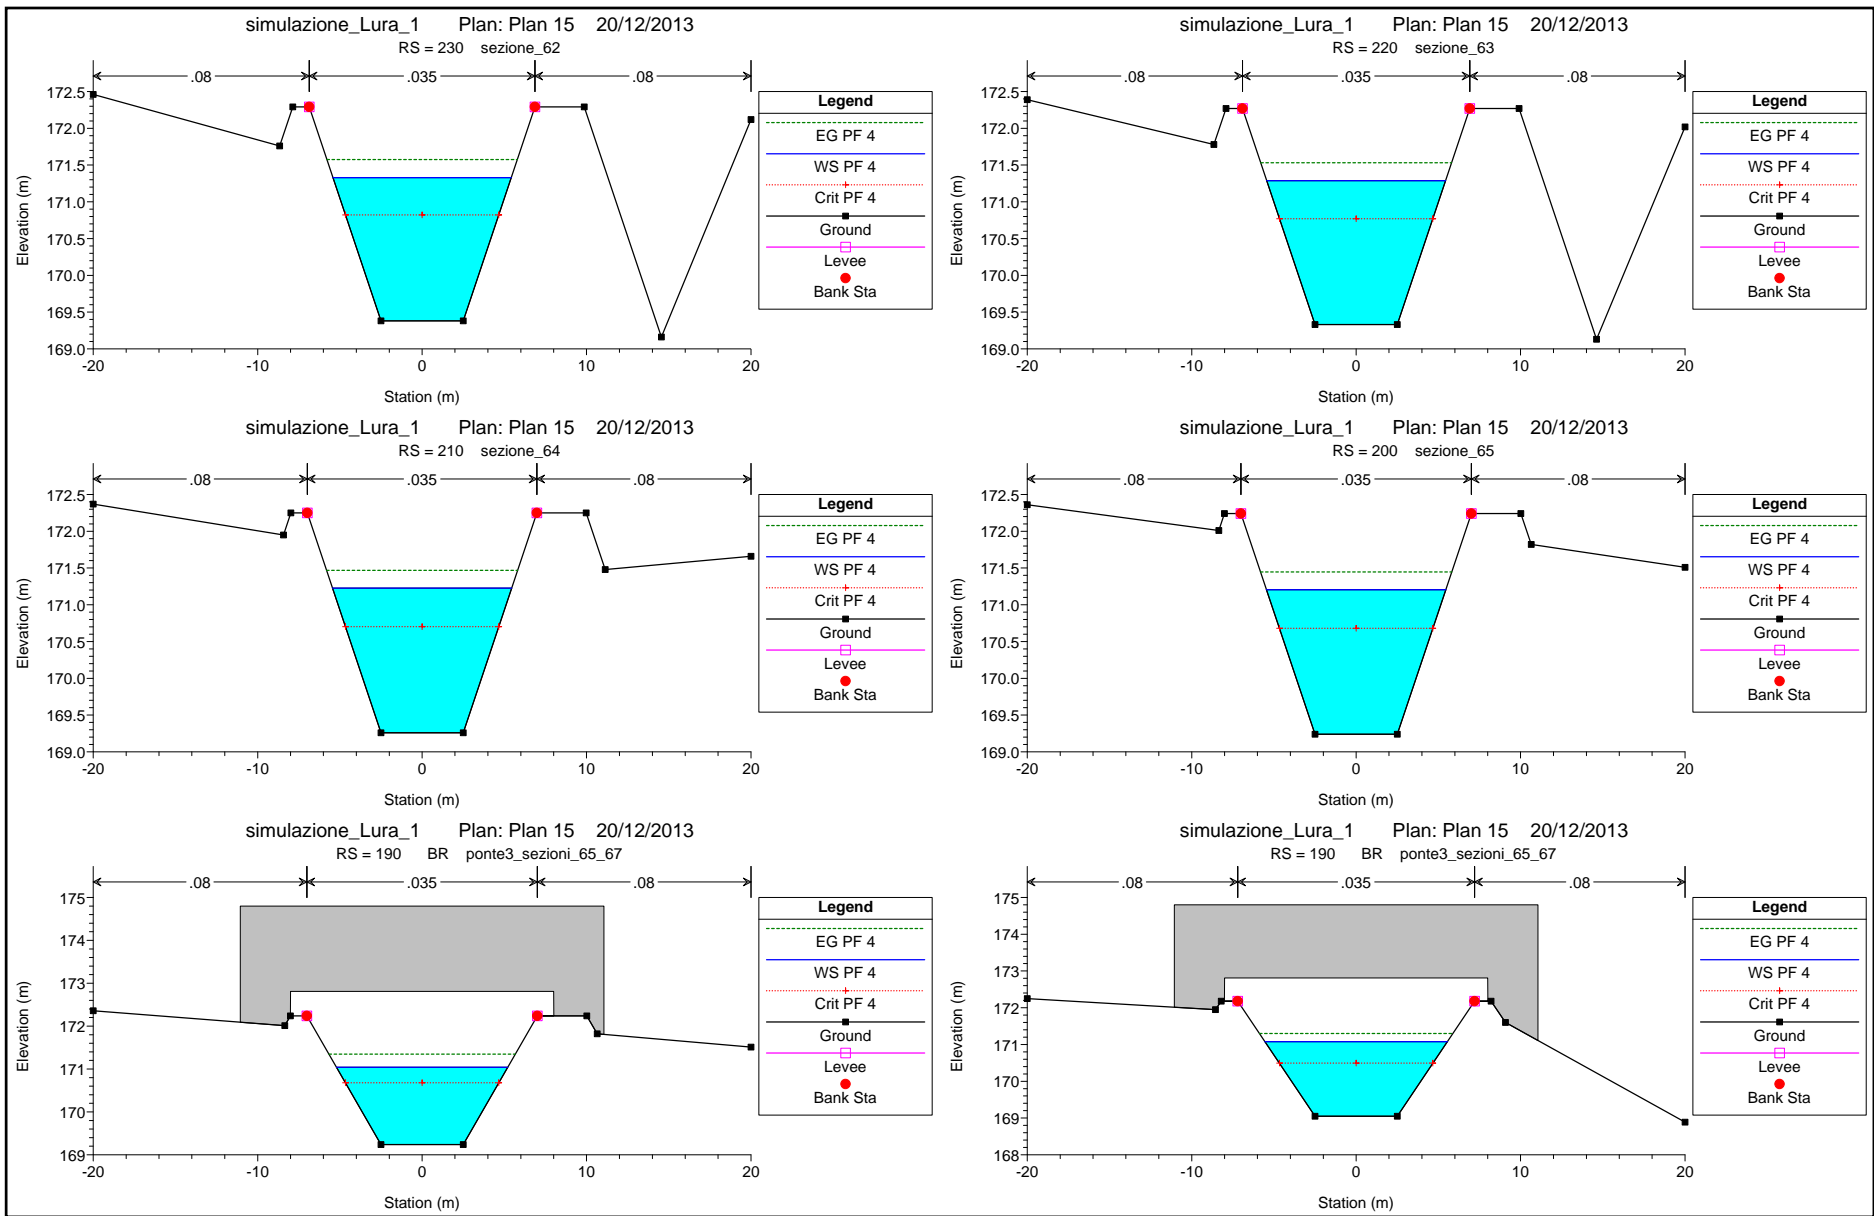 simulazione_Lura_1 Plan: Plan 15 20/12/2013
RS = 230 sezione_62
.08 .035 .08
172.5
172.0
171.5
171.0
170.5
170.0
169.5
169.0
Elevation (m)
-20 -10 0 10 20
Station (m)
Legend
EG PF 4
WS PF 4
Crit PF 4
Ground
Levee
Bank Sta
simulazione_Lura_1 Plan: Plan 15 20/12/2013
RS = 220 sezione_63
.08 .035 .08
172.5
172.0
171.5
171.0
170.5
170.0
169.5
169.0
Elevation (m)
-20 -10 0 10 20
Station (m)
Legend
EG PF 4
WS PF 4
Crit PF 4
Ground
Levee
Bank Sta
simulazione_Lura_1 Plan: Plan 15 20/12/2013
RS = 210 sezione_64
.08 .035 .08
172.5
172.0
171.5
171.0
170.5
170.0
169.5
169.0
Elevation (m)
-20 -10 0 10 20
Station (m)
Legend
EG PF 4
WS PF 4
Crit PF 4
Ground
Levee
Bank Sta
simulazione_Lura_1 Plan: Plan 15 20/12/2013
RS = 200 sezione_65
.08 .035 .08
172.5
172.0
171.5
171.0
170.5
170.0
169.5
169.0
Elevation (m)
-20 -10 0 10 20
Station (m)
Legend
EG PF 4
WS PF 4
Crit PF 4
Ground
Levee
Bank Sta
simulazione_Lura_1 Plan: Plan 15 20/12/2013
RS = 190 BR ponte3_sezioni_65_67
.08 .035 .08
175
174
173
172
171
170
169
Elevation (m)
-20 -10 0 10 20
Station (m)
Legend
EG PF 4
WS PF 4
Crit PF 4
Ground
Levee
Bank Sta
simulazione_Lura_1 Plan: Plan 15 20/12/2013
RS = 190 BR ponte3_sezioni_65_67
.08 .035 .08
175
174
173
172
171
170
169
168
Elevation (m)
-20 -10 0 10 20
Station (m)
Legend
EG PF 4
WS PF 4
Crit PF 4
Ground
Levee
Bank Sta